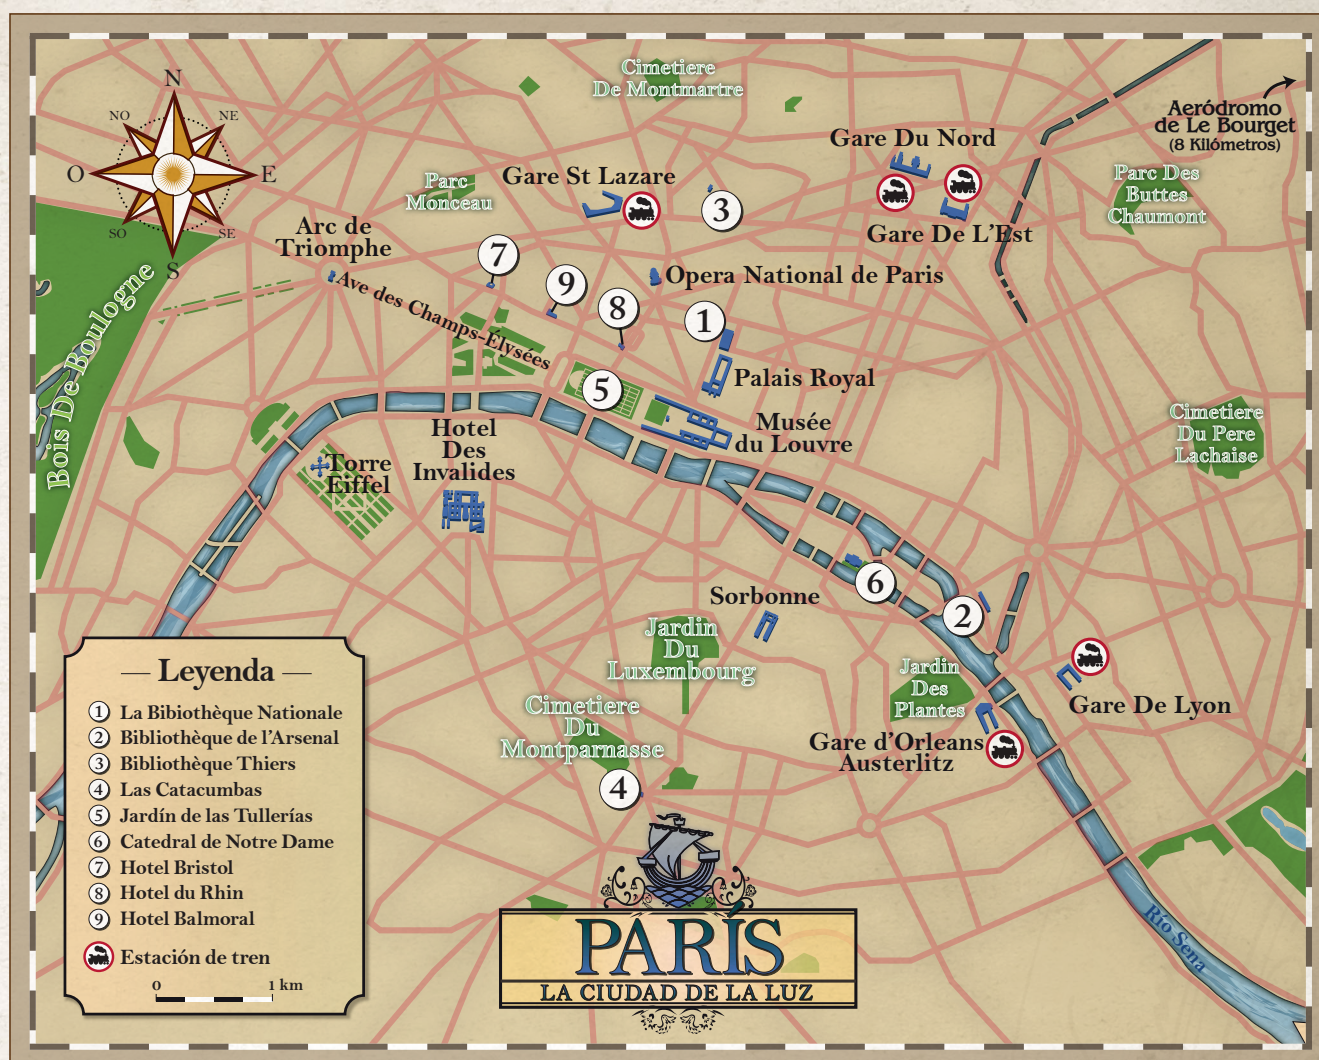 Cimetiere
De Montmartre
N
NO
NE
O
E
SO
SE
S
Aeródromo
de Le Bourget
(8 Kilómetros)
Gare Du Nord
Parc Des
Buttes
Chaumont
Parc
Monceau
Gare St Lazare
3
Gare De L'Est
Arc de
Triomphe
7
9
8
Opera National de Paris
1
Ave des Champs-Élysées
Bois De Boulogne
5
Palais Royal
Musée
du Louvre
Cimetiere
Du Pere
Lachaise
Hotel
Des
Invalides
Torre
Eiffel
6
2
Sorbonne
Jardin
Du
Luxembourg
Jardin
Des
Plantes
Gare De Lyon
Cimetiere
Du
Montparnasse
Gare d'Orleans
Austerlitz
4
Río Sena
Leyenda
1 La Bibiothèque Nationale
2 Bibliothèque de l'Arsenal
3 Bibliothèque Thiers
4 Las Catacumbas
5 Jardín de las Tullerías
6 Catedral de Notre Dame
7 Hotel Bristol
8 Hotel du Rhin
9 Hotel Balmoral
Estación de tren
0 1 km
PARÍS
LA CIUDAD DE LA LUZ